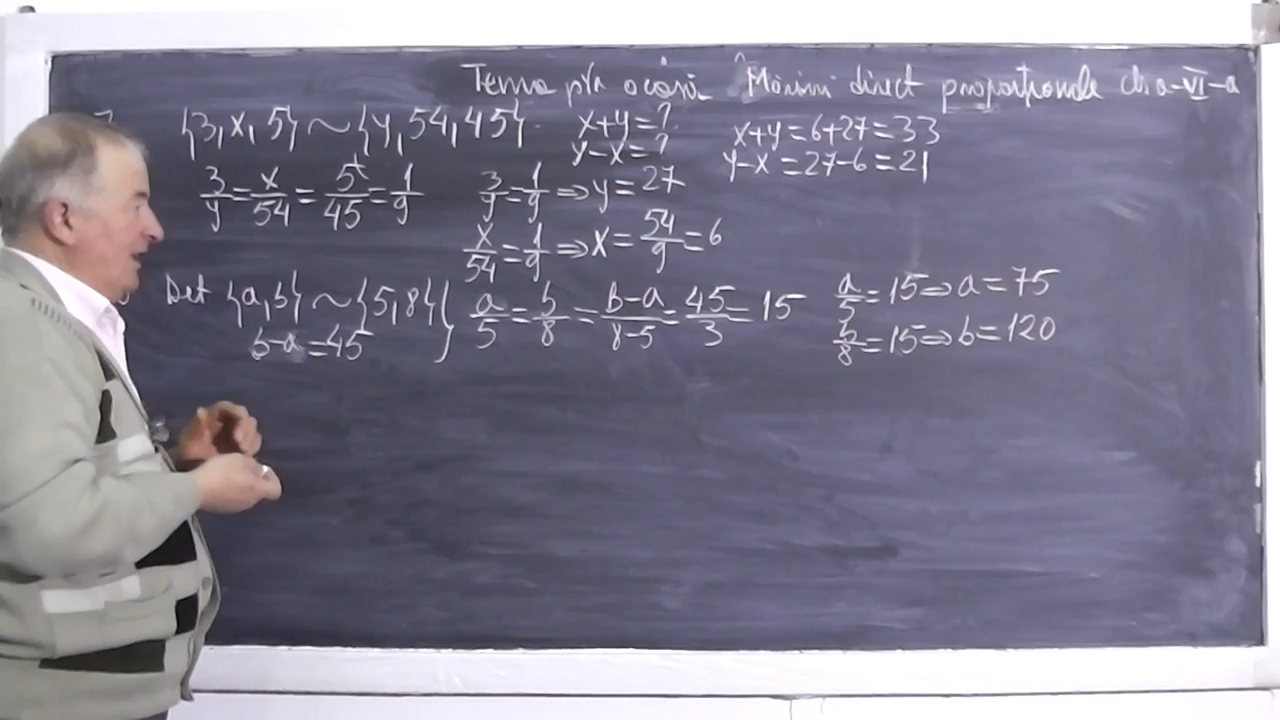 Tema pt acasă Mărimi direct proporționale cls a-VI-a
{3,x,5} ~ {y,54,45} x+y=? x+y=6+27=33
y-x=? y-x=27-6=21
3/y=x/54=5/45=1/9 3/y=1/9⇒y=27
x/54=1/9⇒x=54/9=6
Det {a,b} ~ {5,8} } a/5=b/8=b-a/8-5=45/3=15 a/5=15⇒a=75
b-a=45 b/8=15⇒b=120